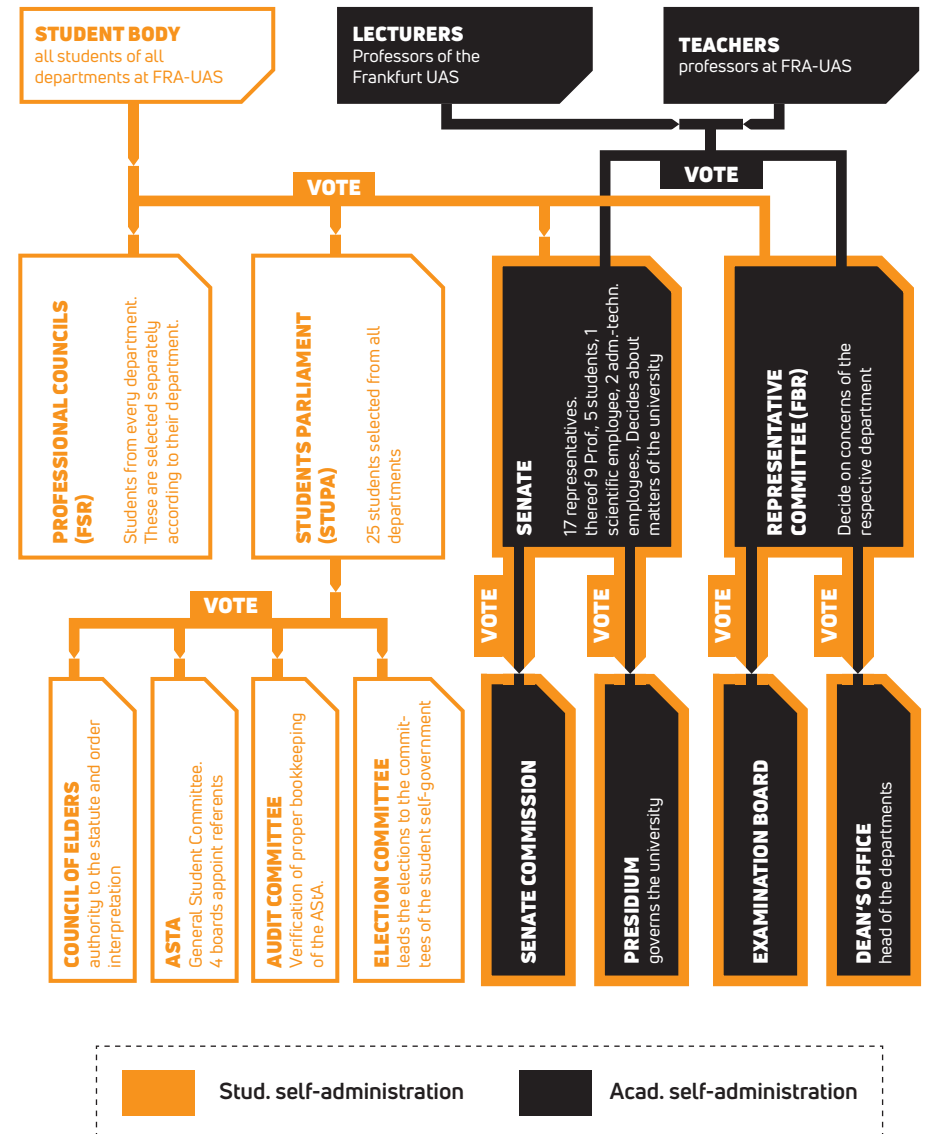 STUDENT BODY
all students of all
departments at FRA-UAS
LECTURERS
Professors of the
Frankfurt UAS
TEACHERS
professors at FRA-UAS
VOTE
VOTE
PROFESSIONAL COUNCILS
(FSR)
Students from every department.
These are selected separately
according to their department.
STUDENTS PARLIAMENT
(STUPA)
25 students selected from all
departments
SENATE
17 representatives.
thereof 9 Prof., 5 students, 1
scientific employee, 2 adm.-techn.
employees., Decides about
matters of the university
REPRESENTATIVE
COMMITTEE (FBR)
Decide on concerns of the
respective department
VOTE
VOTE
VOTE
VOTE
VOTE
COUNCIL OF ELDERS
authority to the statute and order
interpretation
ASTA
General Student Committee.
4 boards appoint referents
AUDIT COMMITTEE
Verification of proper bookkeeping
of the AStA.
ELECTION COMMITTEE
leads the elections to the commit-
tees of the student self-government
SENATE COMMISSION
PRESIDIUM
governs the university
EXAMINATION BOARD
DEAN'S OFFICE
head of the departments
Stud. self-administration
Acad. self-administration